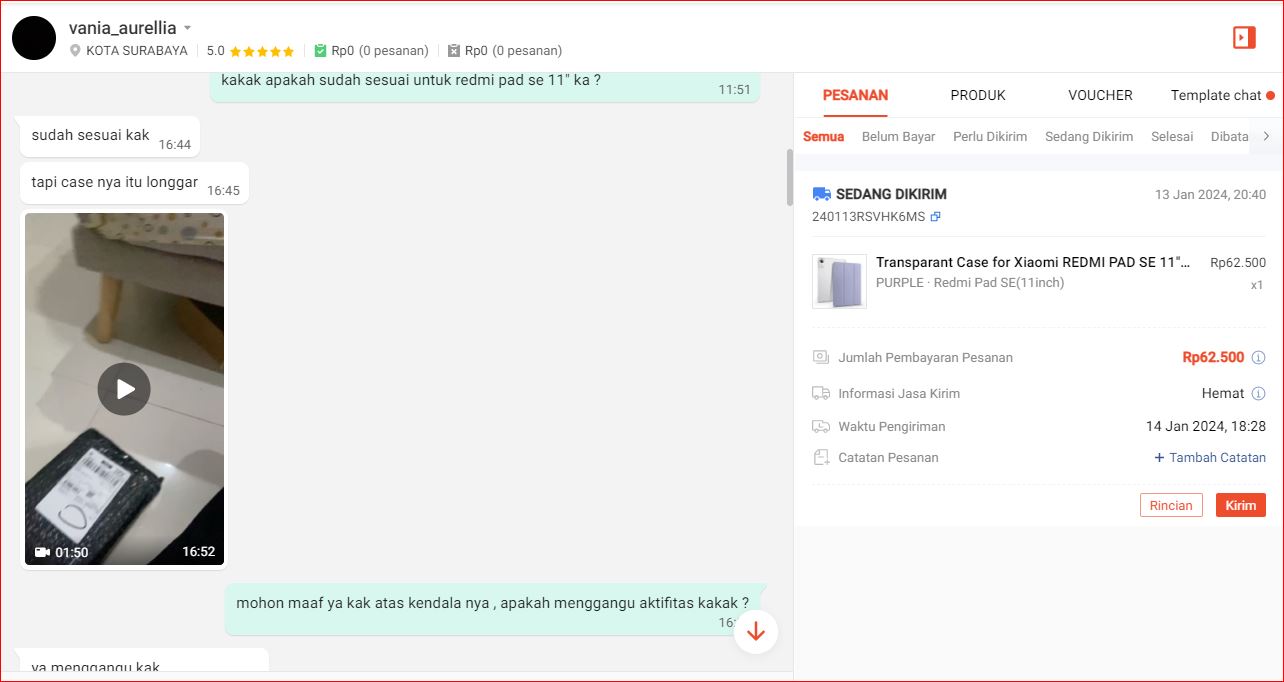 vania_aurellia
KOTA SURABAYA 5.0 Rp0 (0 pesanan) Rp0 (0 pesanan)
kakak apakah sudah sesuai untuk redmi pad se 11" ka ?
11:51
sudah sesuai kak 16:44
tapi case nya itu longgar 16:45
01:50 16:52
mohon maaf ya kak atas kendala nya , apakah menggangu aktifitas kakak ?
16:
ya menggangu kak
PESANAN PRODUK VOUCHER Template chat
Semua Belum Bayar Perlu Dikirim Sedang Dikirim Selesai Dibata
SEDANG DIKIRIM 13 Jan 2024, 20:40
240113RSVHK6MS
Transparant Case for Xiaomi REDMI PAD SE 11"... Rp62.500
PURPLE · Redmi Pad SE(11inch) x1
Jumlah Pembayaran Pesanan Rp62.500
Informasi Jasa Kirim Hemat
Waktu Pengiriman 14 Jan 2024, 18:28
Catatan Pesanan + Tambah Catatan
Rincian Kirim